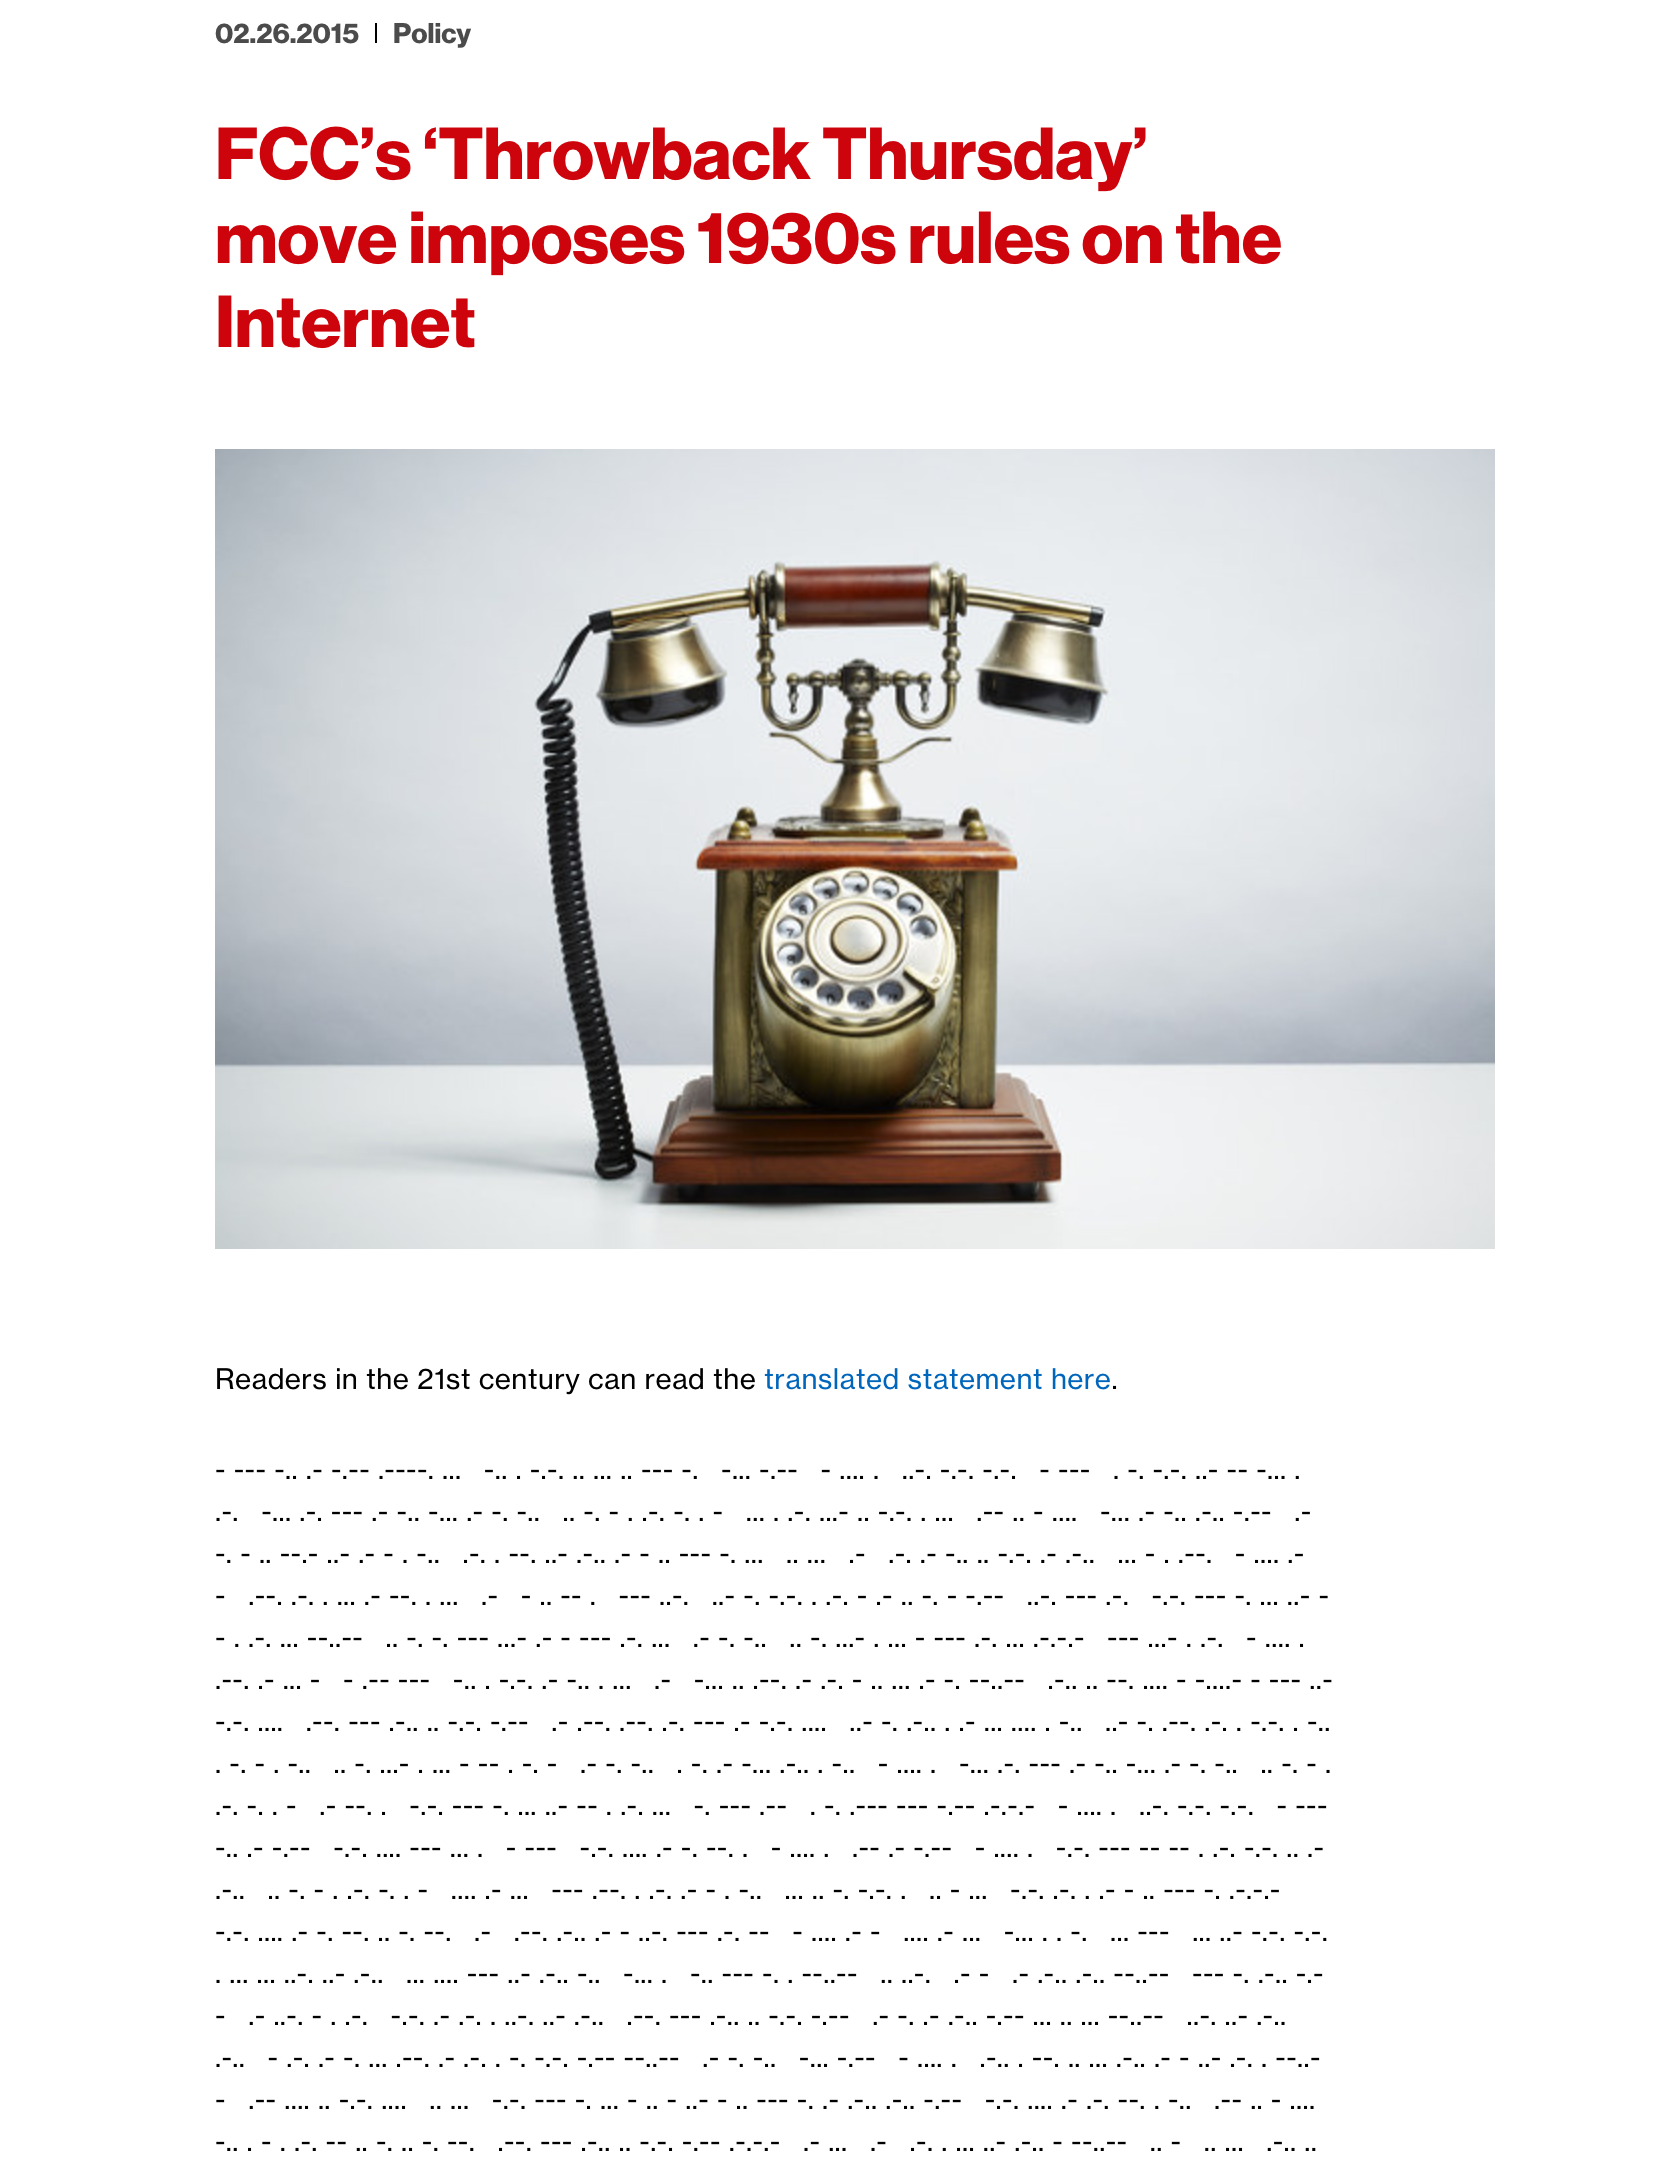 02.26.2015 | Policy
FCC’s ‘Throwback Thursday’
move imposes 1930s rules on the
Internet
Readers in the 21st century can read the translated statement here.
- --- -.. .- -.-- .----. ... -.. . -.-. .. ... .. --- -. -... -.-- - .... . ..-. -.-. -.-. - --- . -. -.-. ..- -- -... .
.-. -... .-. --- .- -.. -... .- -. -.. .. -. - . .-. -. . - ... . .-. ...- .. -.-. . ... .-- .. - .... -... .- -.. .-.. -.-- .-
-. - .. --.- ..- .- - . -.. .-. . --. ..- .-.. .- - .. --- -. ... .. ... .- .-. .- -.. .. -.-. .- .-.. ... - . .--. - .... .-
- .--. .-. . ... .- --. . ... .- - .. -- . --- ..-. ..- -. -.-. . .-. - .- .. -. - -.-- ..-. --- .-. -.-. --- -. ... ..- -
- . .-. ... --..-- .. -. -. --- ...- .- - --- .-. ... .- -. -.. .. -. ...- . ... - --- .-. ... .-.-.- --- ...- . .-. - .... .
.--. .- ... - - .-- --- -.. . -.-. .- -.. . ... .- -... .. .--. .- .-. - .. ... .- -. --..-- .-.. .. --. .... - -....- - --- ..-
-.-. .... .--. --- .-.. .. -.-. -.-- .- .--. .--. .-. --- .- -.-. .... ..- -. .-.. . .- ... .... . -.. ..- -. .--. .-. . -.-. . -..
. -. - . -.. .. -. ...- . ... - -- . -. - .- -. -.. . -. .- -... .-.. . -.. - .... . -... .-. --- .- -.. -... .- -. -.. .. -. - .
.-. -. . - .- --. . -.-. --- -. ... ..- -- . .-. ... -. --- .-- . -. .--- --- -.-- .-.-.- - .... . ..-. -.-. -.-. - ---
-.. .- -.-- -.-. .... --- ... . - --- -.-. .... .- -. --. . - .... . .-- .- -.-- - .... . -.-. --- -- -- . .-. -.-. .. .-
.-.. .. -. - . .-. -. . - .... .- ... --- .--. . .-. .- - . -.. ... .. -. -.-. . .. - ... -.-. .-. . .- - .. --- -. .-.-.-
-.-. .... .- -. --. .. -. --. .- .--. .-.. .- - ..-. --- .-. -- - .... .- - .... .- ... -... . . -. ... --- ... ..- -.-. -.-.
. ... ... ..-. ..- .-.. ... .... --- ..- .-.. -.. -... . -.. --- -. . --..-- .. ..-. .- - .- .-.. .-.. --..-- --- -. .-.. -.-
- .- ..-. - . .-. -.-. .- .-. . ..-. ..- .-.. .--. --- .-.. .. -.-. -.-- .- -. .- .-.. -.-- ... .. ... --..-- ..-. ..- .-..
.-.. - .-. .- -. ... .--. .- .-. . -. -.-. -.-- --..-- .- -. -.. -... -.-- - .... . .-.. . --. .. ... .-.. .- - ..- .-. . --..-
- .-- .... .. -.-. .... .. ... -.-. --- -. ... - .. - ..- - .. --- -. .- .-.. .-.. -.-- -.-. .... .- .-. --. . -.. .-- .. - ....
-.. . - . .-. -- .. -. .. -. --. .--. --- .-.. .. -.-. -.-- .-.-.- .- ... .- .-. . ... ..- .-.. - --..-- .. - .. ... .-.. ..